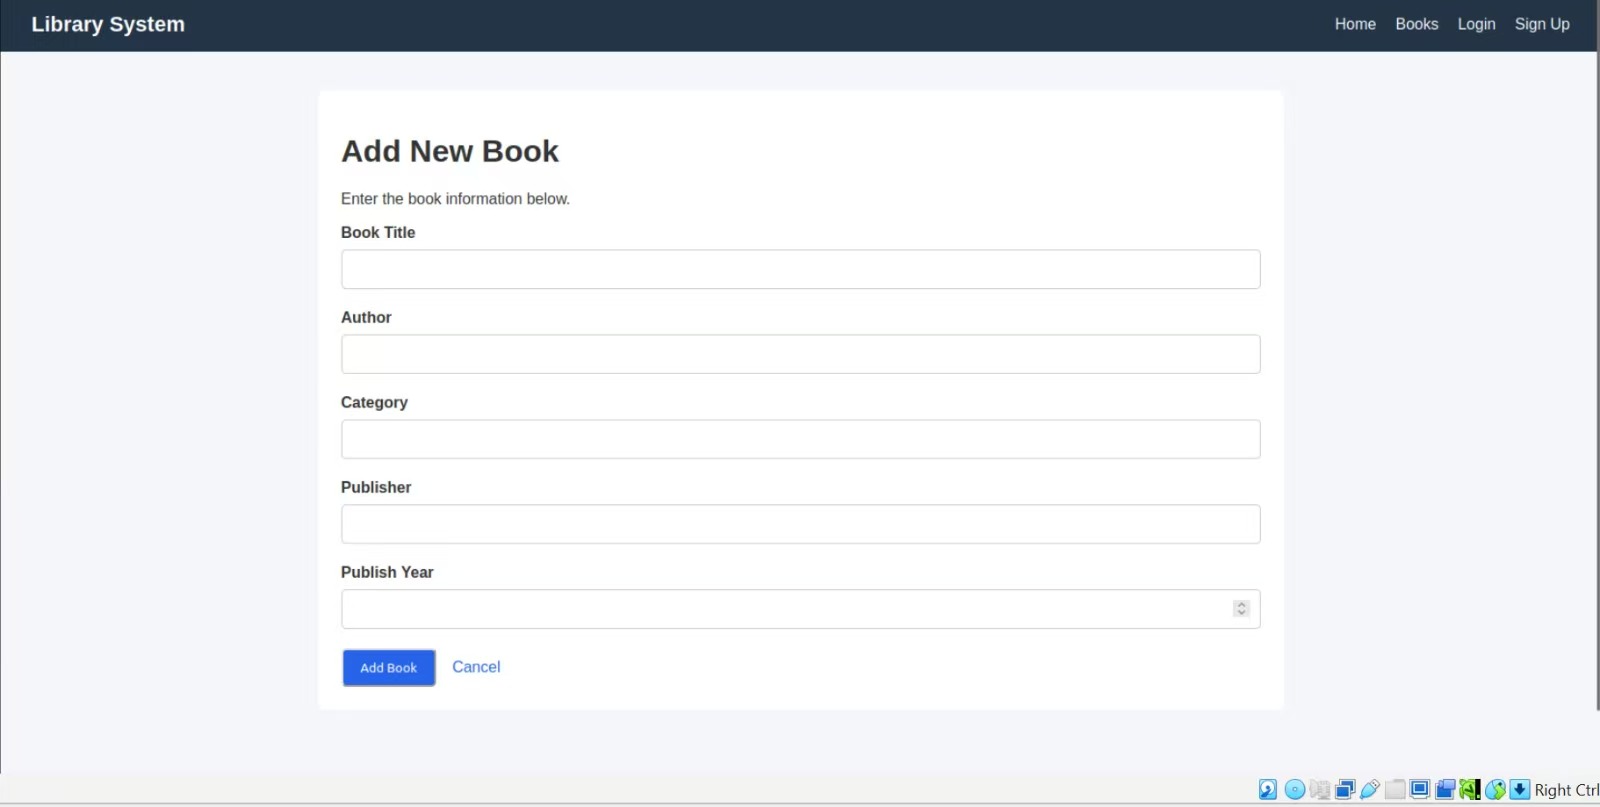 Library System
Home Books Login Sign Up
Add New Book
Enter the book information below.
Book Title
Author
Category
Publisher
Publish Year
Add Book Cancel
Right Ctrl